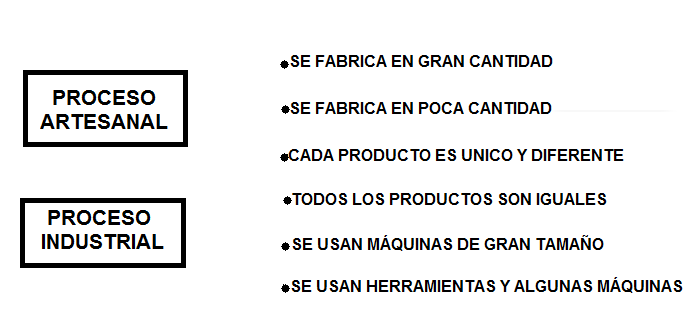 PROCESO
ARTESANAL
PROCESO
INDUSTRIAL
SE FABRICA EN GRAN CANTIDAD
SE FABRICA EN POCA CANTIDAD
CADA PRODUCTO ES UNICO Y DIFERENTE
TODOS LOS PRODUCTOS SON IGUALES
SE USAN MÁQUINAS DE GRAN TAMAÑO
SE USAN HERRAMIENTAS Y ALGUNAS MÁQUINAS